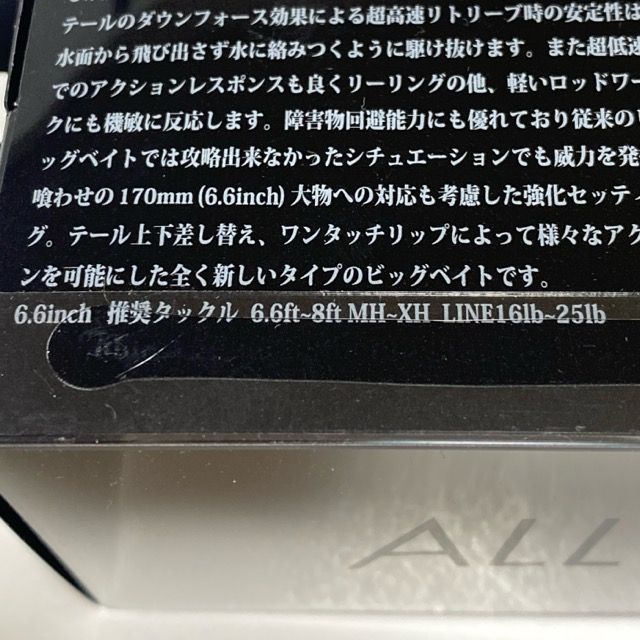 テールのダウンフォース効果による超高速リトリーブ時の安定性は
水面から飛び出さず水に絡みつくように駆け抜けます。また超低速
でのアクションレスポンスも良くリーリングの他、軽いロッドワー
クにも機敏に反応します。障害物回避能力にも優れており従来の
ッグベイトでは攻略出来なかったシチュエーションでも威力を発
喰わせの170mm (6.6inch) 大物への対応も考慮した強化セッティ
グ。テール上下差し替え、ワンタッチリップによって様々なアク
ンを可能にした全く新しいタイプのビッグベイトです。
6.6inch 推奨タックル 6.6ft~8ft MH~XH LINE16lb~25lb
ALL